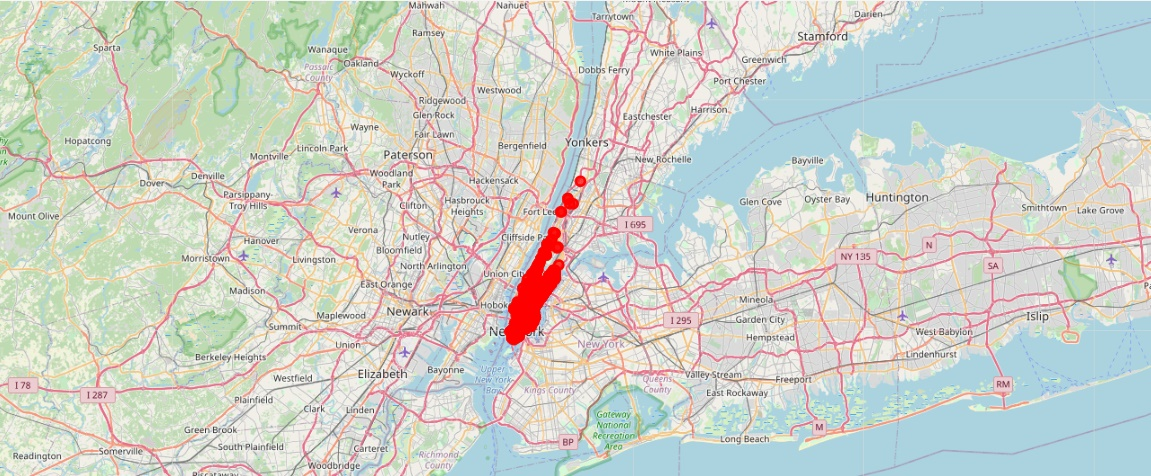 Mahwah
Nanuet
Tarrytown
Darien
Ramsey
Stamford
Sparta
Wanaque
White Plains
Oakland
Greenwich
Passaic
County
Wyckoff
Dobbs Ferry
Port Chester
Westwood
Ridgewood
Harrison
Glen Rock
Eastchester
Wayne
Fair Lawn
Hopatcong
Lincoln Park
Bergenfield
Yonkers
Montville
Paterson
New Rochelle
Bayville
Denville
Woodland
Park
Hackensack
Dover
Parsippany-
Troy Hills
Hasbrouck
Heights
Glen Cove
Oyster Bay
Huntington
Clifton
Smithtown
Lake Grove
Mount Olive
Fort Lee
I 695
Verona
Nutley
Cliffside
Hanover
Bloomfield
N
NY 135
Morristown
Livingston
North Arlington
SA
Union City
East Orange
Madison
Maplewood
Newark
Hobok
Mineola
Summit
I 295
Garden City
Islip
Union
New York
New York
Hempstead
West Babylon
Berkeley Heights
Lindenhurst
Elizabeth
Bayonne
Upper
New York
Bay
Valley Stream
Freeport
Westfield
Kings County
Queens
County
East Rockaway
I 78
I 287
RM
Plainfield
Clark
Linden
Gateway
National
Recreation
Area
Green Brook
M
South Plainfield
Carteret
BP
Long Beach
Readington
Somerville
Woodbridge
Richmond
County
Piscataway